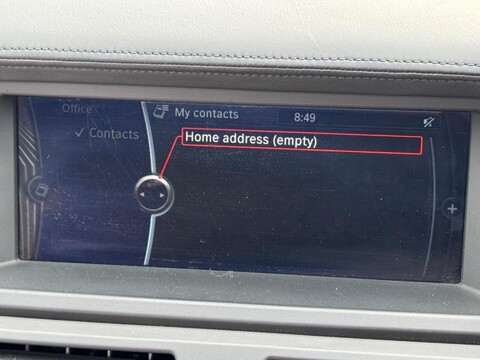 Office
My contacts
8:49
✓ Contacts
Home address (empty)